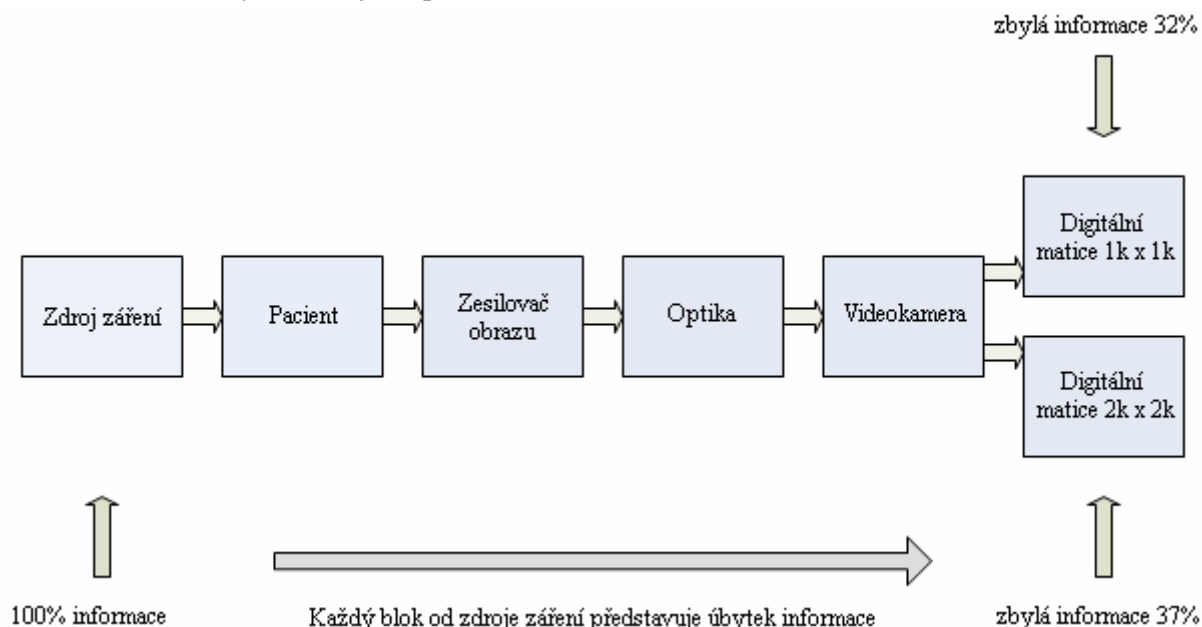 zbylá informace 32%
Digitální
matice 1k x 1k
Zdroj záření
Pacient
Zesilovač
obrazu
Optika
Videokamera
Digitální
matice 2k x 2k
100% informace
Každý blok od zdroje záření představuje úbytek informace
zbylá informace 37%